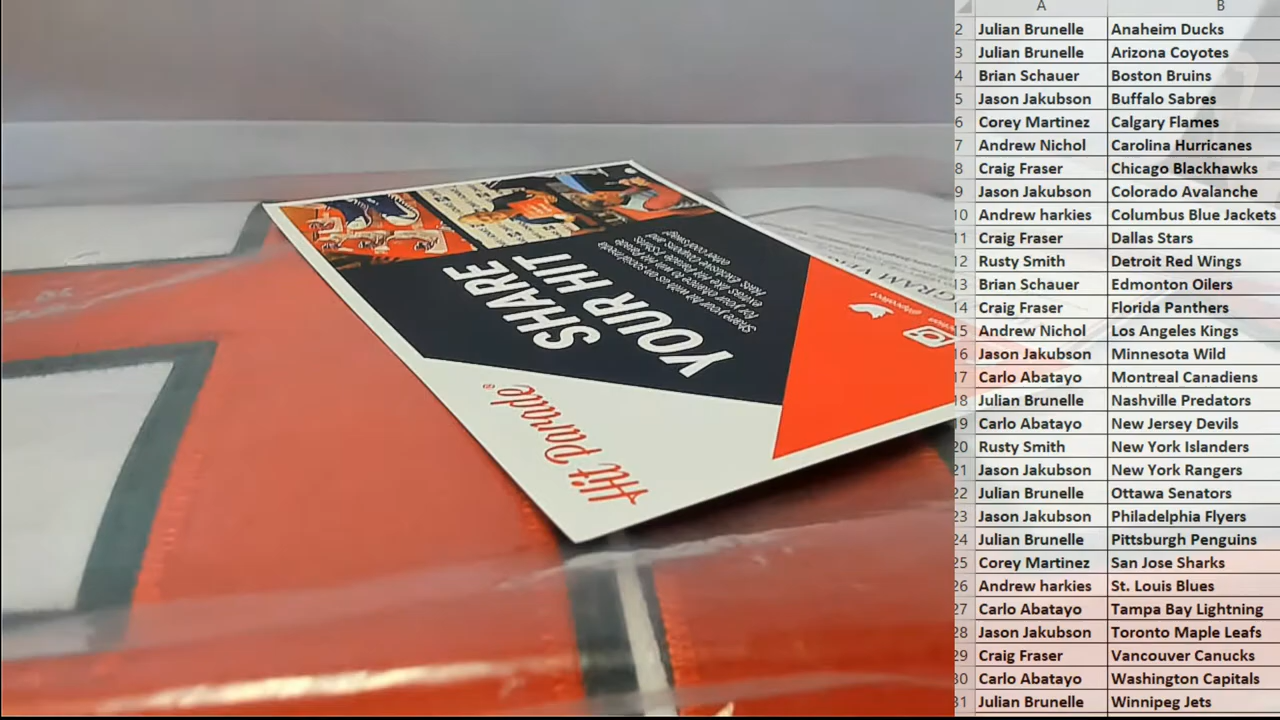 A B
2 Julian Brunelle Anaheim Ducks
3 Julian Brunelle Arizona Coyotes
4 Brian Schauer Boston Bruins
5 Jason Jakubson Buffalo Sabres
6 Corey Martinez Calgary Flames
7 Andrew Nichol Carolina Hurricanes
8 Craig Fraser Chicago Blackhawks
9 Jason Jakubson Colorado Avalanche
10 Andrew harkies Columbus Blue Jackets
11 Craig Fraser Dallas Stars
12 Rusty Smith Detroit Red Wings
13 Brian Schauer Edmonton Oilers
14 Craig Fraser Florida Panthers
15 Andrew Nichol Los Angeles Kings
16 Jason Jakubson Minnesota Wild
17 Carlo Abatayo Montreal Canadiens
18 Julian Brunelle Nashville Predators
19 Carlo Abatayo New Jersey Devils
20 Rusty Smith New York Islanders
21 Jason Jakubson New York Rangers
22 Julian Brunelle Ottawa Senators
23 Jason Jakubson Philadelphia Flyers
24 Julian Brunelle Pittsburgh Penguins
25 Corey Martinez San Jose Sharks
26 Andrew harkies St. Louis Blues
27 Carlo Abatayo Tampa Bay Lightning
28 Jason Jakubson Toronto Maple Leafs
29 Craig Fraser Vancouver Canucks
30 Carlo Abatayo Washington Capitals
31 Julian Brunelle Winnipeg Jets
SHARE
YOUR HIT
Hit Parade®